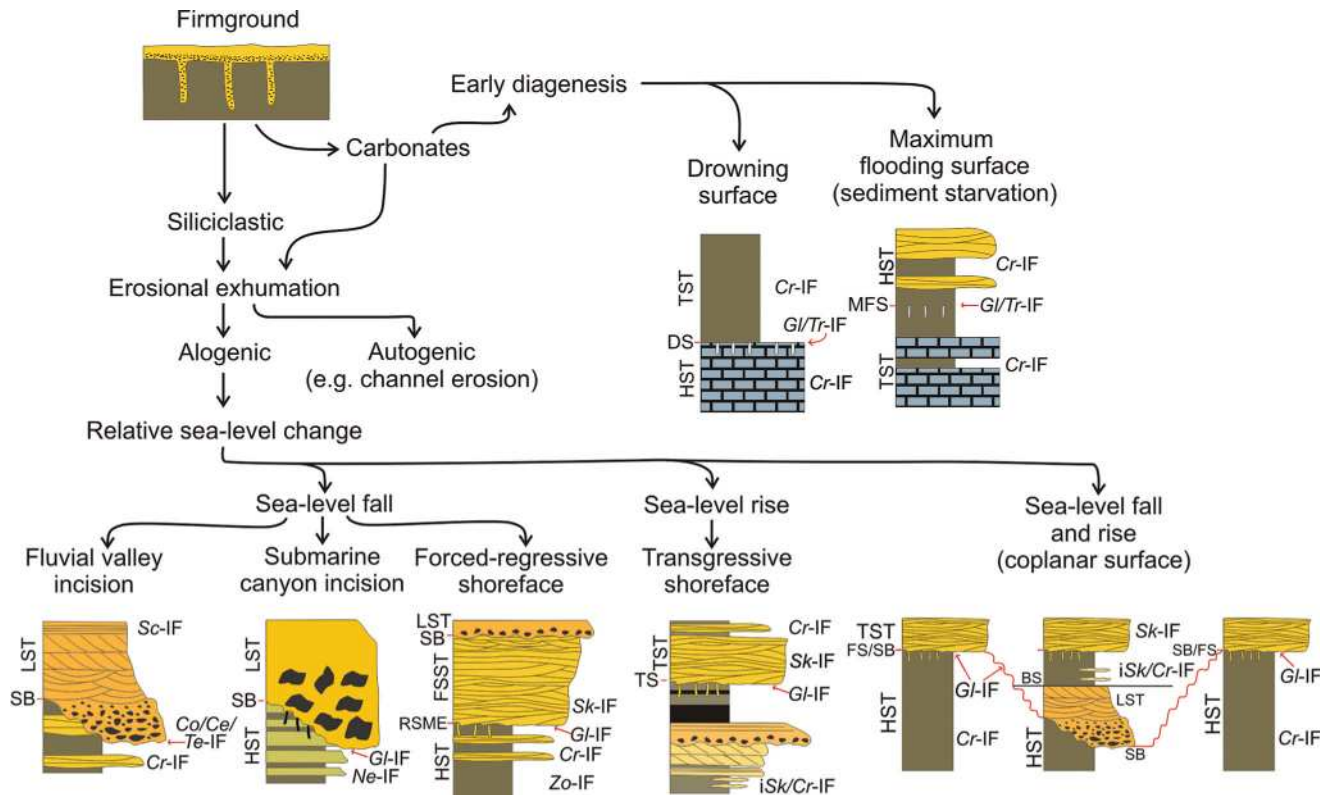 Firmground
Early diagenesis
Carbonates
Siliciclastic
Erosional exhumation
Alogenic
Autogenic
(e.g. channel erosion)
Relative sea-level change
Drowning
surface
TST
Cr-IF
Gl/Tr-IF
DS
HST
Cr-IF
Maximum
flooding surface
(sediment starvation)
HST
Cr-IF
MFS
Gl/Tr-IF
TST
Cr-IF
Sea-level fall
Sea-level rise
Sea-level fall
and rise
(coplanar surface)
Fluvial valley
incision
Sc-IF
LST
SB
Co/Ce/
Te-IF
Cr-IF
Submarine
canyon incision
LST
SB
HST
Gl-IF
Ne-IF
Forced-regressive
shoreface
LST
SB
FSST
Sk-IF
RSME
Gl-IF
HST
Cr-IF
Zo-IF
Transgressive
shoreface
Cr-IF
TST
TST
Sk-IF
TS
Gl-IF
HST
iSk/Cr-IF
TST
FS/SB
Gl-IF
HST
Cr-IF
Sk-IF
iSk/Cr-IF
BS
LST
HST
SB
SB/FS
Gl-IF
HST
Cr-IF